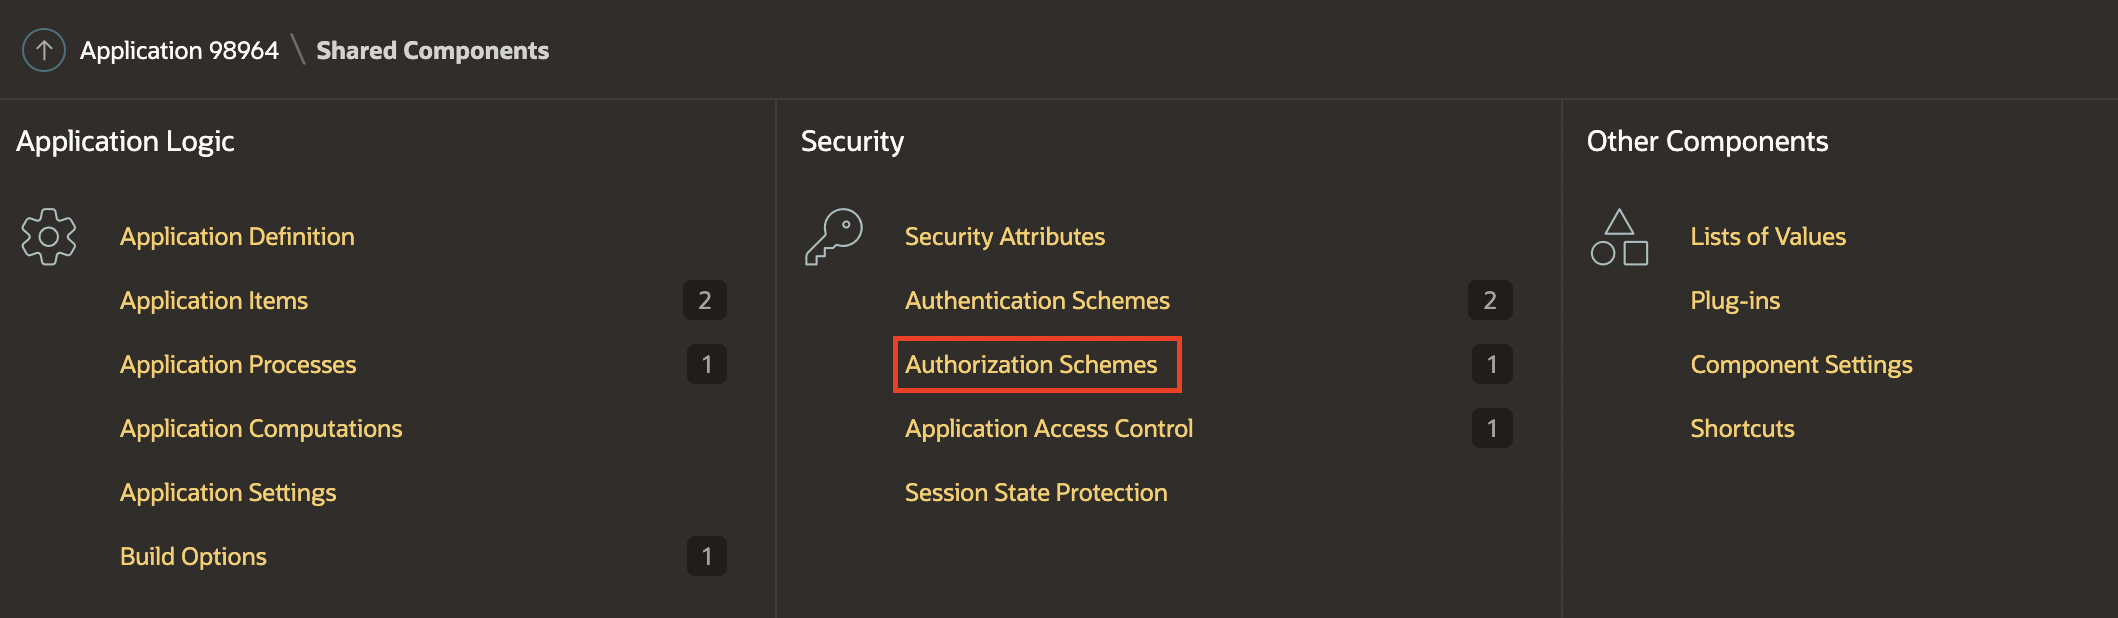 Application 98964 \ Shared Components
Application Logic
Application Definition
Application Items 2
Application Processes 1
Application Computations
Application Settings
Build Options 1
Security
Security Attributes
Authentication Schemes 2
Authorization Schemes 1
Application Access Control 1
Session State Protection
Other Components
Lists of Values
Plug-ins
Component Settings
Shortcuts